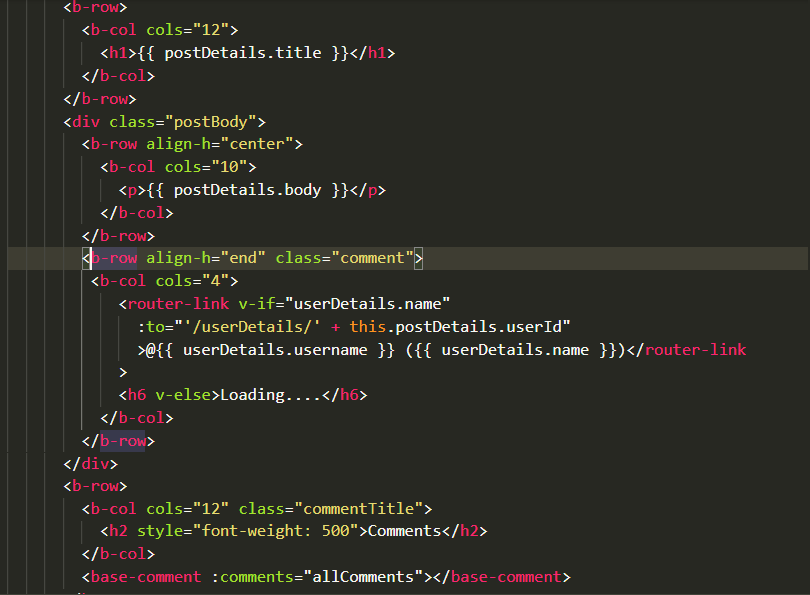 <b-row>
<b-col cols="12">
<h1>{{ postDetails.title }}</h1>
</b-col>
</b-row>
<div class="postBody">
<b-row align-h="center">
<b-col cols="10">
<p>{{ postDetails.body }}</p>
</b-col>
</b-row>
<b-row align-h="end" class="comment">
<b-col cols="4">
<router-link v-if="userDetails.name"
:to="'/userDetails/' + this.postDetails.userId"
>@{{ userDetails.username }} ({{ userDetails.name }})</router-link
>
<h6 v-else>Loading....</h6>
</b-col>
</b-row>
</div>
<b-row>
<b-col cols="12" class="commentTitle">
<h2 style="font-weight: 500">Comments</h2>
</b-col>
<base-comment :comments="allComments"></base-comment>